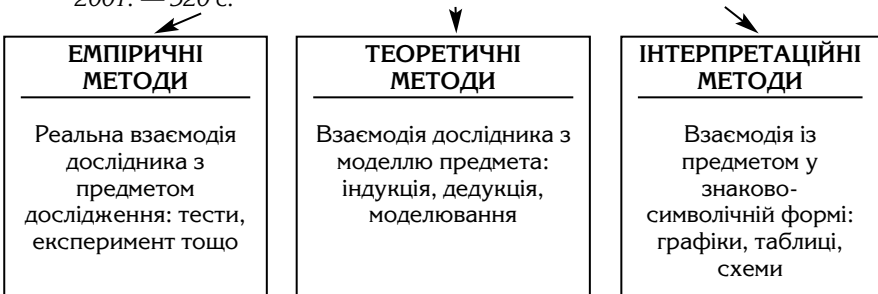 2001. — 320 с.
ЕМПІРИЧНІ
МЕТОДИ
Реальна взаємодія
дослідника з
предметом
дослідження: тести,
експеримент тощо
ТЕОРЕТИЧНІ
МЕТОДИ
Взаємодія дослідника з
моделлю предмета:
індукція, дедукція,
моделювання
ІНТЕРПРЕТАЦІЙНІ
МЕТОДИ
Взаємодія із
предметом у
знаково-
символічній формі:
графіки, таблиці,
схеми